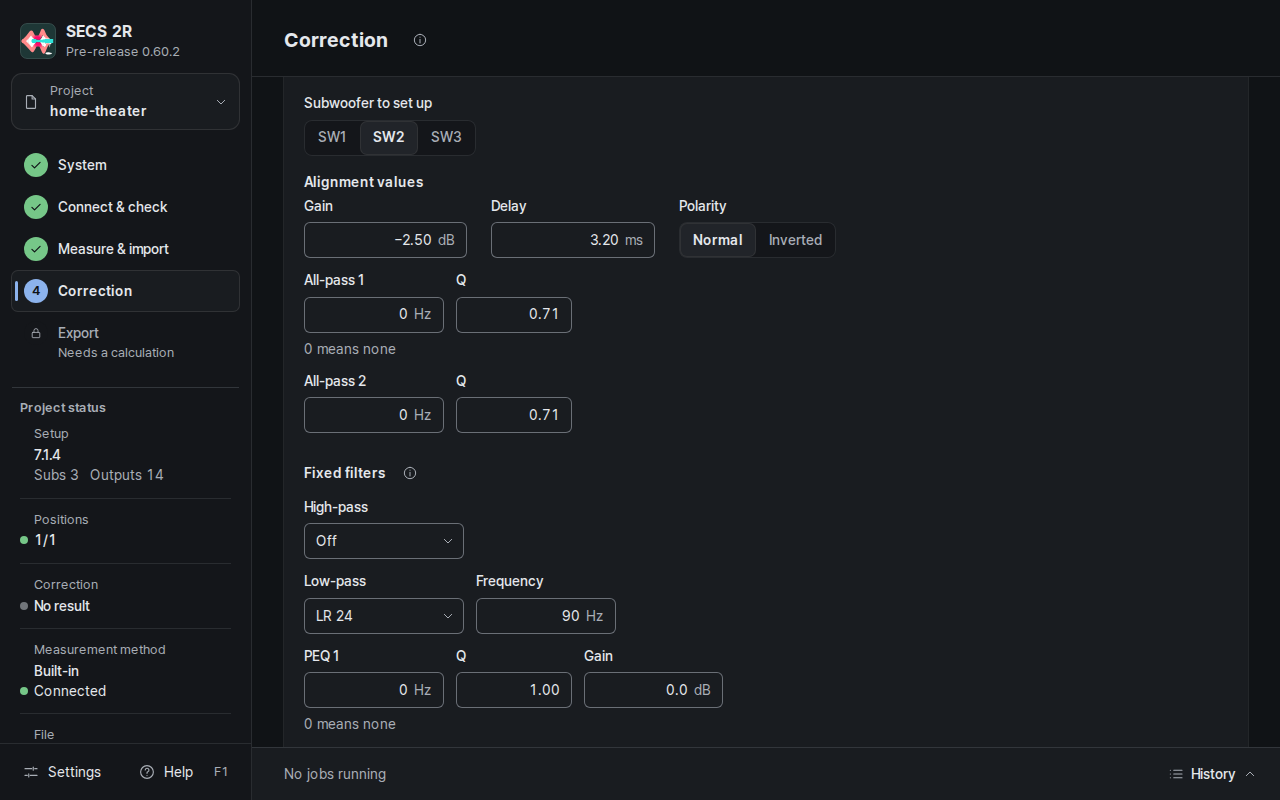 SECS 2R
Pre-release 0.60.2
Project
home-theater
System
Connect & check
Measure & import
4
Correction
Export
Needs a calculation
Project status
Setup
7.1.4
Subs 3 Outputs 14
Positions
1/1
Correction
No result
Measurement method
Built-in
Connected
File
Settings
Help F1
Correction
Subwoofer to set up
SW1 SW2 SW3
Alignment values
Gain Delay Polarity
−2.50 dB 3.20 ms Normal Inverted
All-pass 1 Q
0 Hz 0.71
0 means none
All-pass 2 Q
0 Hz 0.71
Fixed filters
High-pass
Off
Low-pass Frequency
LR 24 90 Hz
PEQ 1 Q Gain
0 Hz 1.00 0.0 dB
0 means none
No jobs running
History